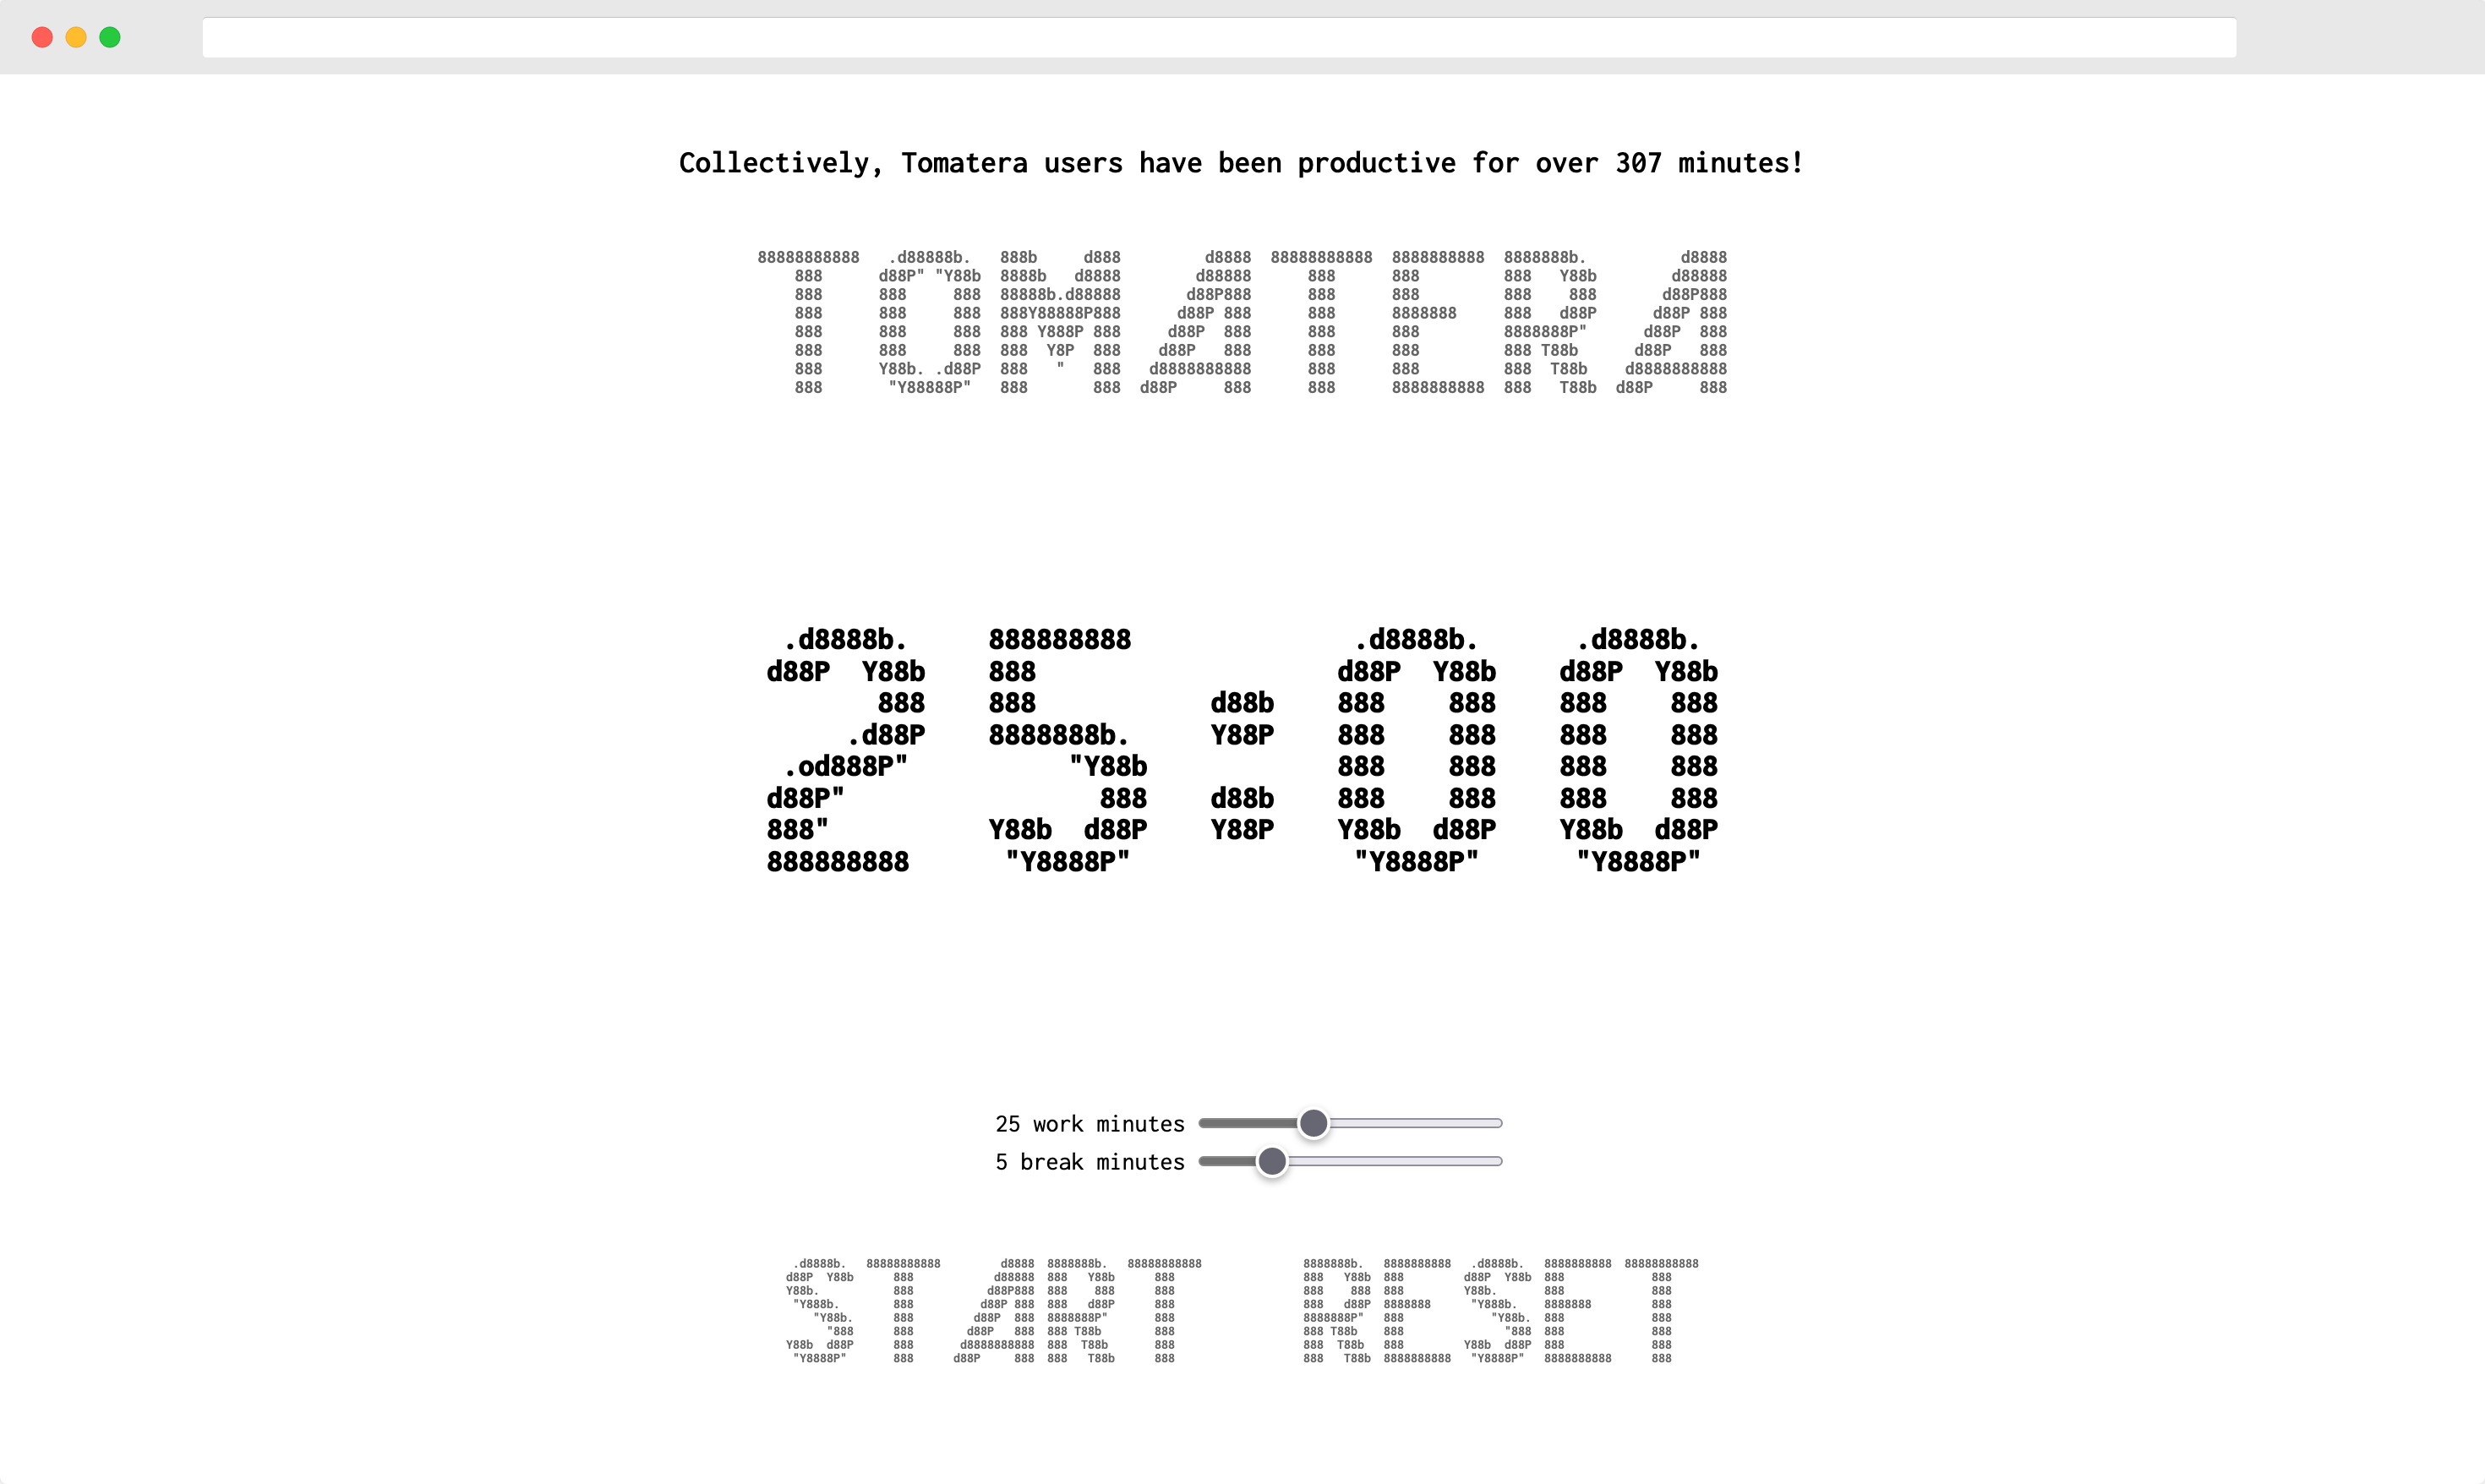 Collectively, Tomatera users have been productive for over 307 minutes!
TOMATERA
25:00
25 work minutes
5 break minutes
START RESET